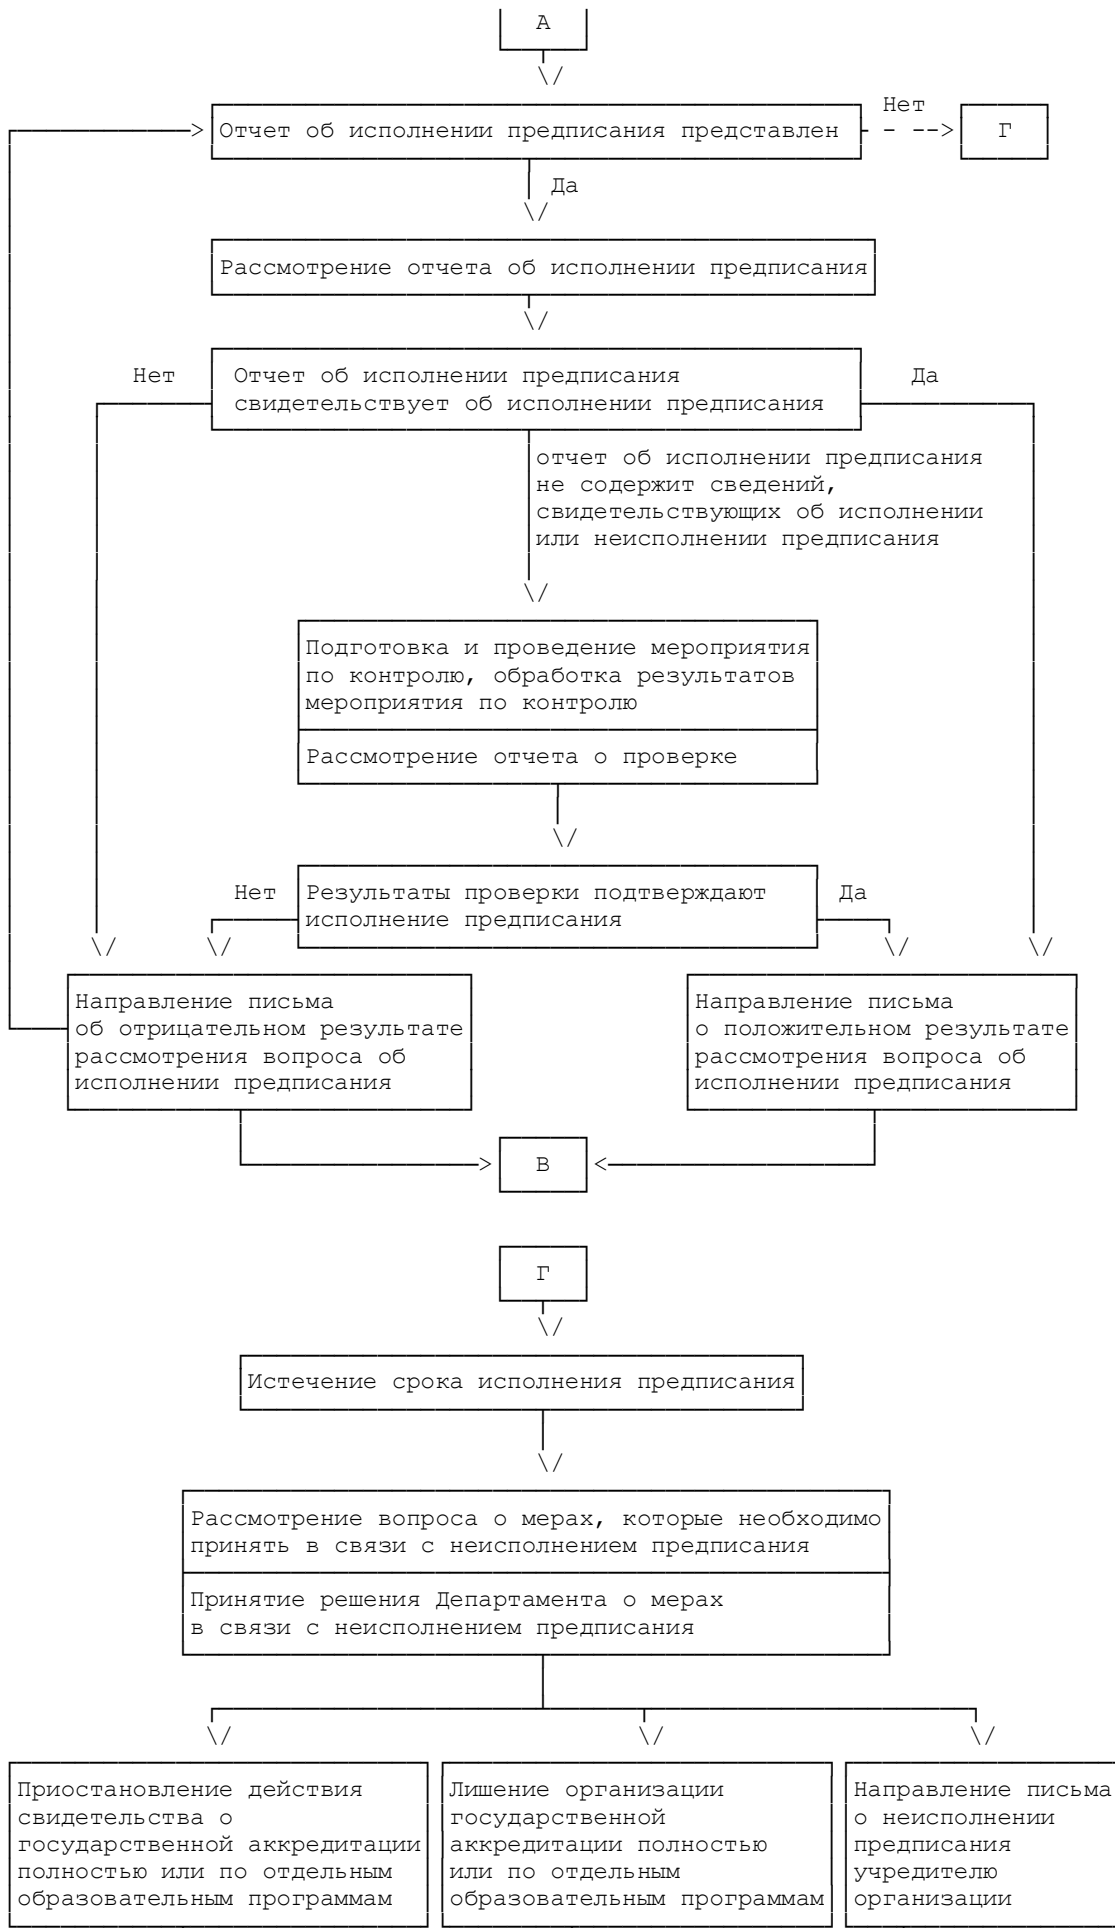 А
Нет
Отчет об исполнении предписания представлен
Г
Да
Рассмотрение отчета об исполнении предписания
Нет
Отчет об исполнении предписания
свидетельствует об исполнении предписания
Да
отчет об исполнении предписания
не содержит сведений,
свидетельствующих об исполнении
или неисполнении предписания
Подготовка и проведение мероприятия
по контролю, обработка результатов
мероприятия по контролю
Рассмотрение отчета о проверке
Нет
Результаты проверки подтверждают
исполнение предписания
Да
Направление письма
об отрицательном результате
рассмотрения вопроса об
исполнении предписания
Направление письма
о положительном результате
рассмотрения вопроса об
исполнении предписания
В
Г
Истечение срока исполнения предписания
Рассмотрение вопроса о мерах, которые необходимо
принять в связи с неисполнением предписания
Принятие решения Департамента о мерах
в связи с неисполнением предписания
Приостановление действия
свидетельства о
государственной аккредитации
полностью или по отдельным
образовательным программам
Лишение организации
государственной
аккредитации полностью
или по отдельным
образовательным программам
Направление письма
о неисполнении
предписания
учредителю
организации